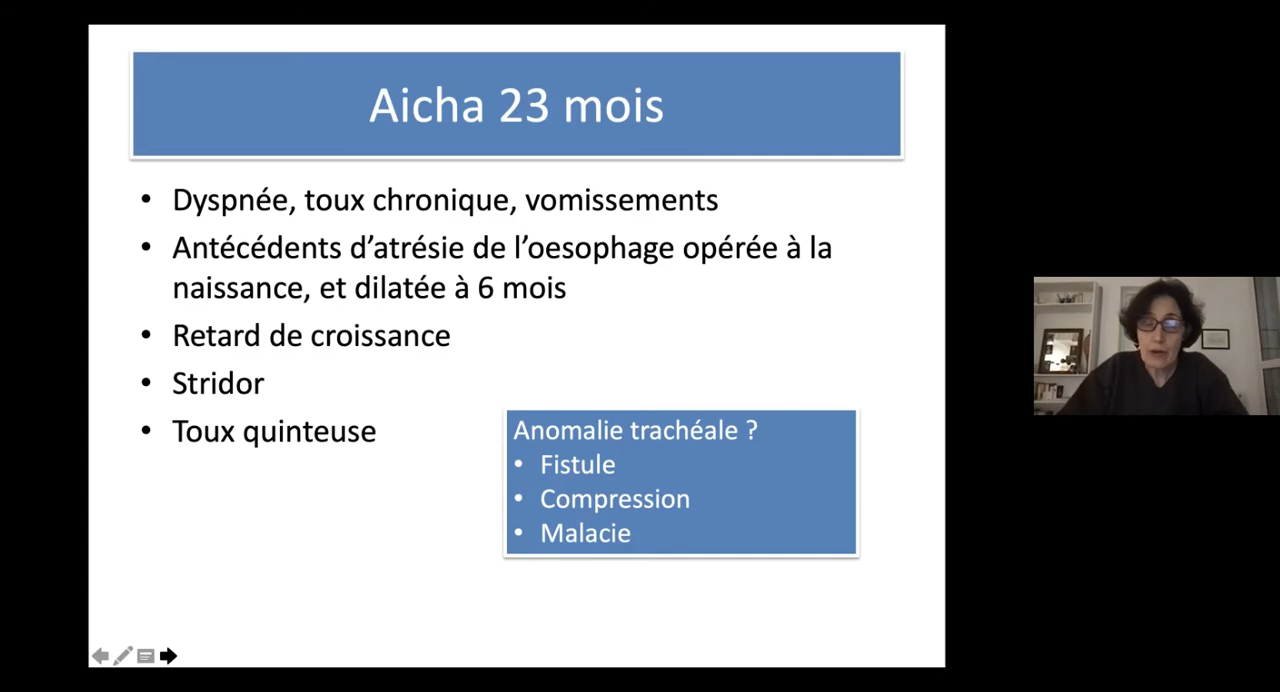 Aicha 23 mois
• Dyspnée, toux chronique, vomissements
• Antécédents d’atrésie de l’oesophage opérée à la
naissance, et dilatée à 6 mois
• Retard de croissance
• Stridor
• Toux quinteuse
Anomalie trachéale ?
• Fistule
• Compression
• Malacie